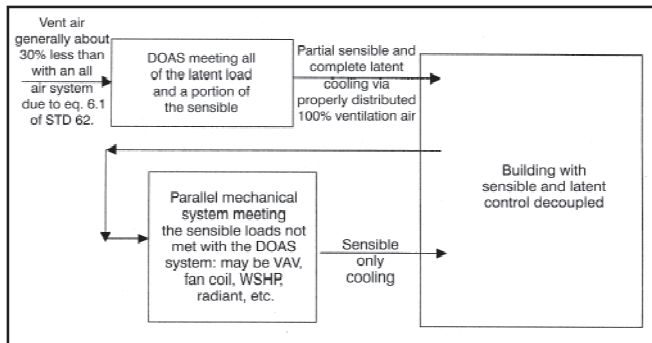 Vent air
generally about
30% less than
with an all
air system
due to eq. 6.1
of STD 62.
DOAS meeting all
of the latent load
and a portion of
the sensible
Partial sensible and
complete latent
cooling via
properly distributed
100% ventilation air
Building with
sensible and latent
control decoupled
Parallel mechanical
system meeting
the sensible loads not
met with the DOAS
system: may be VAV,
fan coil, WSHP,
radiant, etc.
Sensible
only
cooling